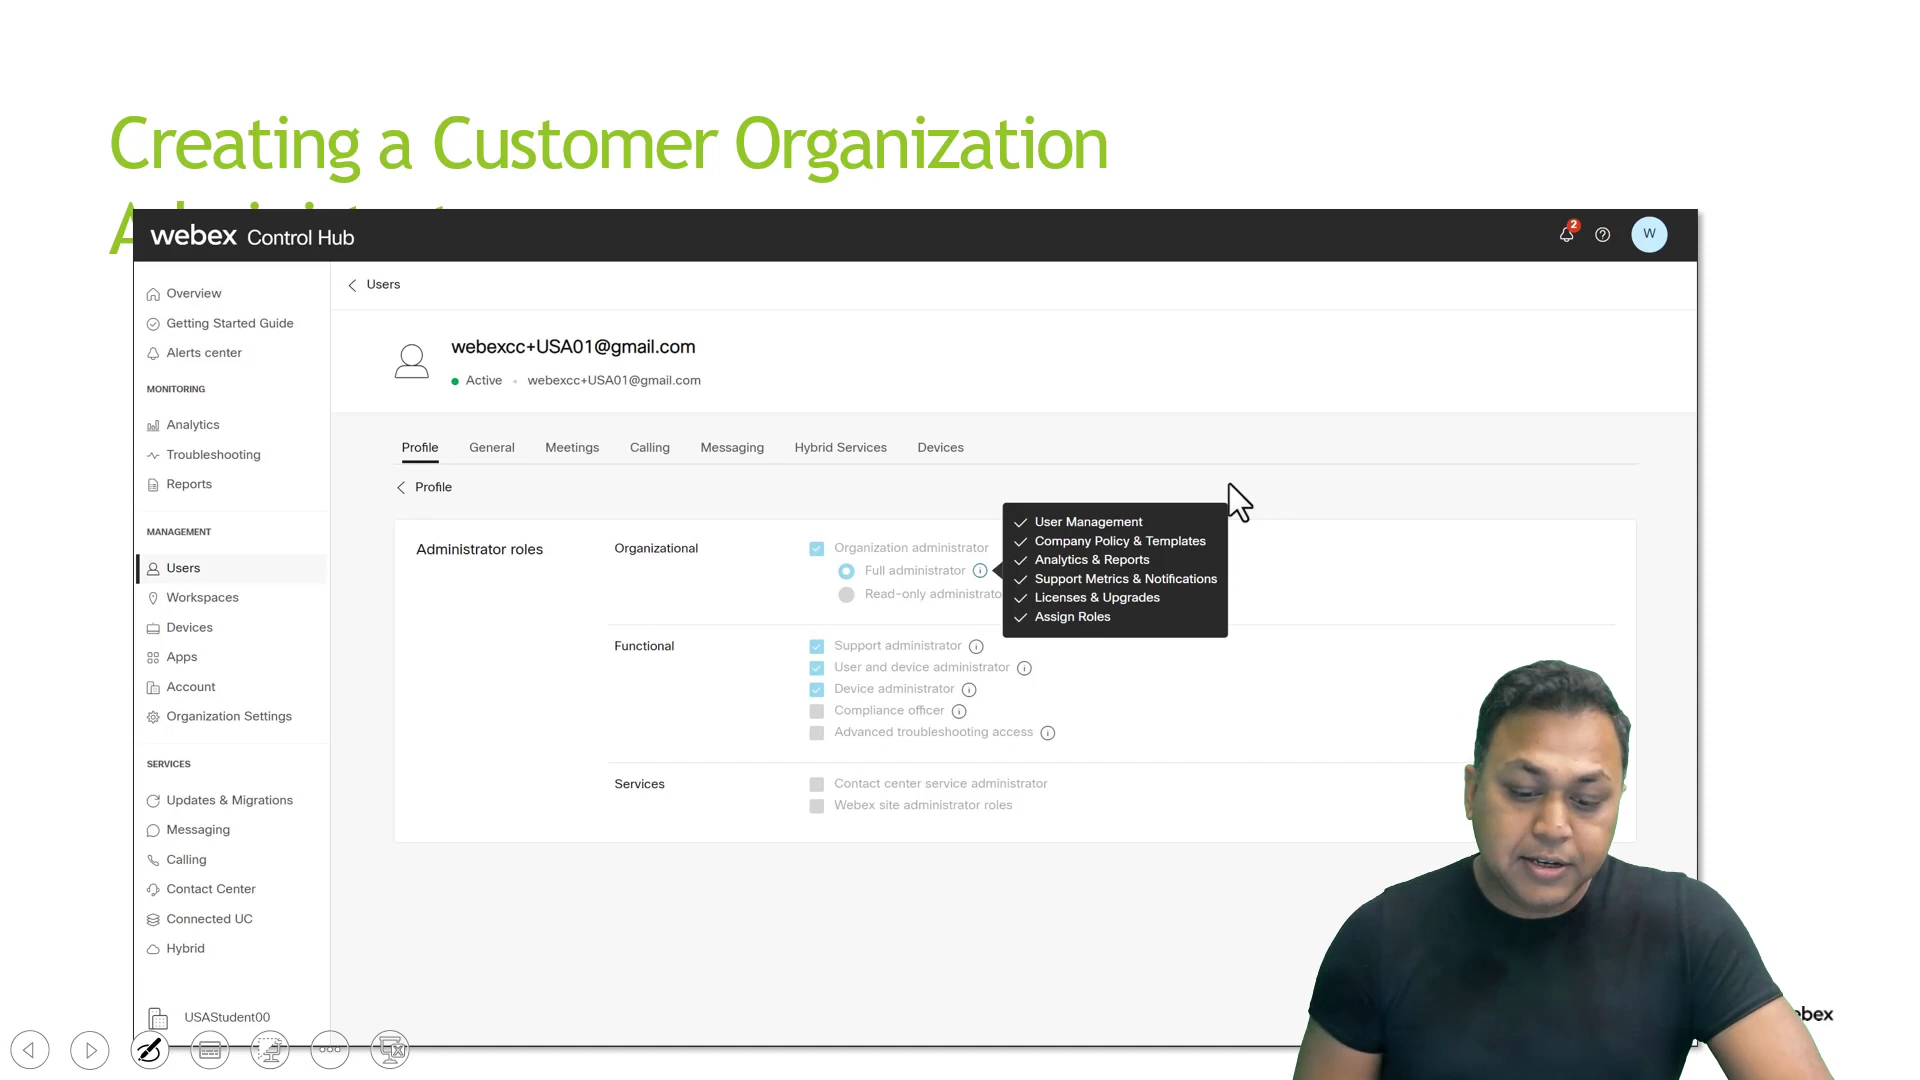 Creating a Customer Organization
webex Control Hub
2
W
Overview
Getting Started Guide
Alerts center
MONITORING
Analytics
Troubleshooting
Reports
MANAGEMENT
Users
Workspaces
Devices
Apps
Account
Organization Settings
SERVICES
Updates & Migrations
Messaging
Calling
Contact Center
Connected UC
Hybrid
USAStudent00
Users
webexcc+USA01@gmail.com
Active • webexcc+USA01@gmail.com
Profile General Meetings Calling Messaging Hybrid Services Devices
Profile
Administrator roles
Organizational
Organization administrator
Full administrator
Read-only administrato
User Management
Company Policy & Templates
Analytics & Reports
Support Metrics & Notifications
Licenses & Upgrades
Assign Roles
Functional
Support administrator
User and device administrator
Device administrator
Compliance officer
Advanced troubleshooting access
Services
Contact center service administrator
Webex site administrator roles
ebex